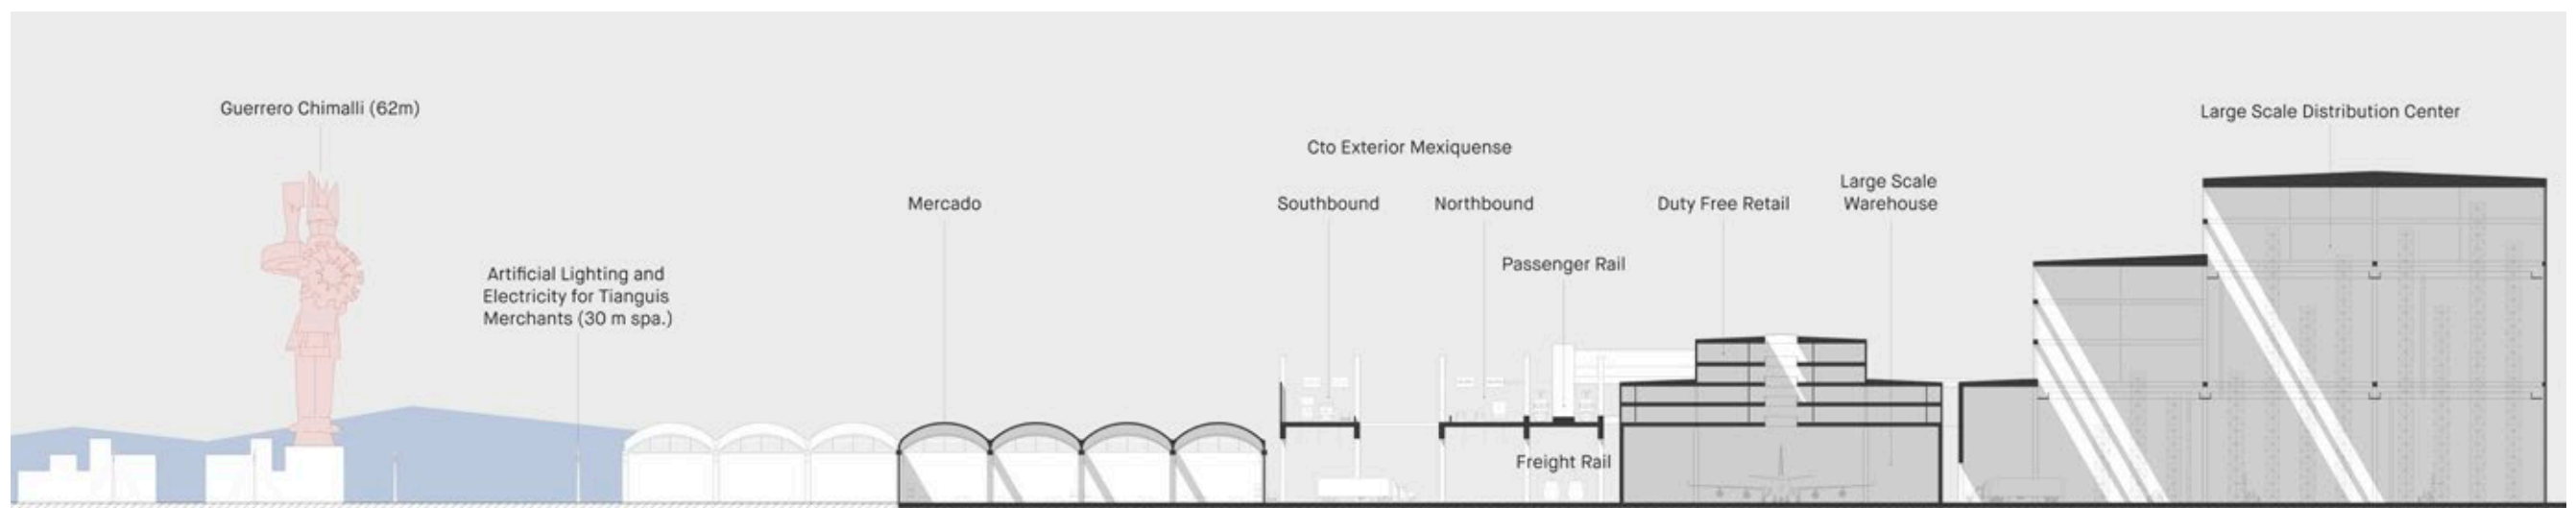 Guerrero Chimalli (62m)
Artificial Lighting and
Electricity for Tianguis
Merchants (30 m spa.)
Mercado
Cto Exterior Mexiquense
Southbound
Northbound
Passenger Rail
Freight Rail
Duty Free Retail
Large Scale
Warehouse
Large Scale Distribution Center